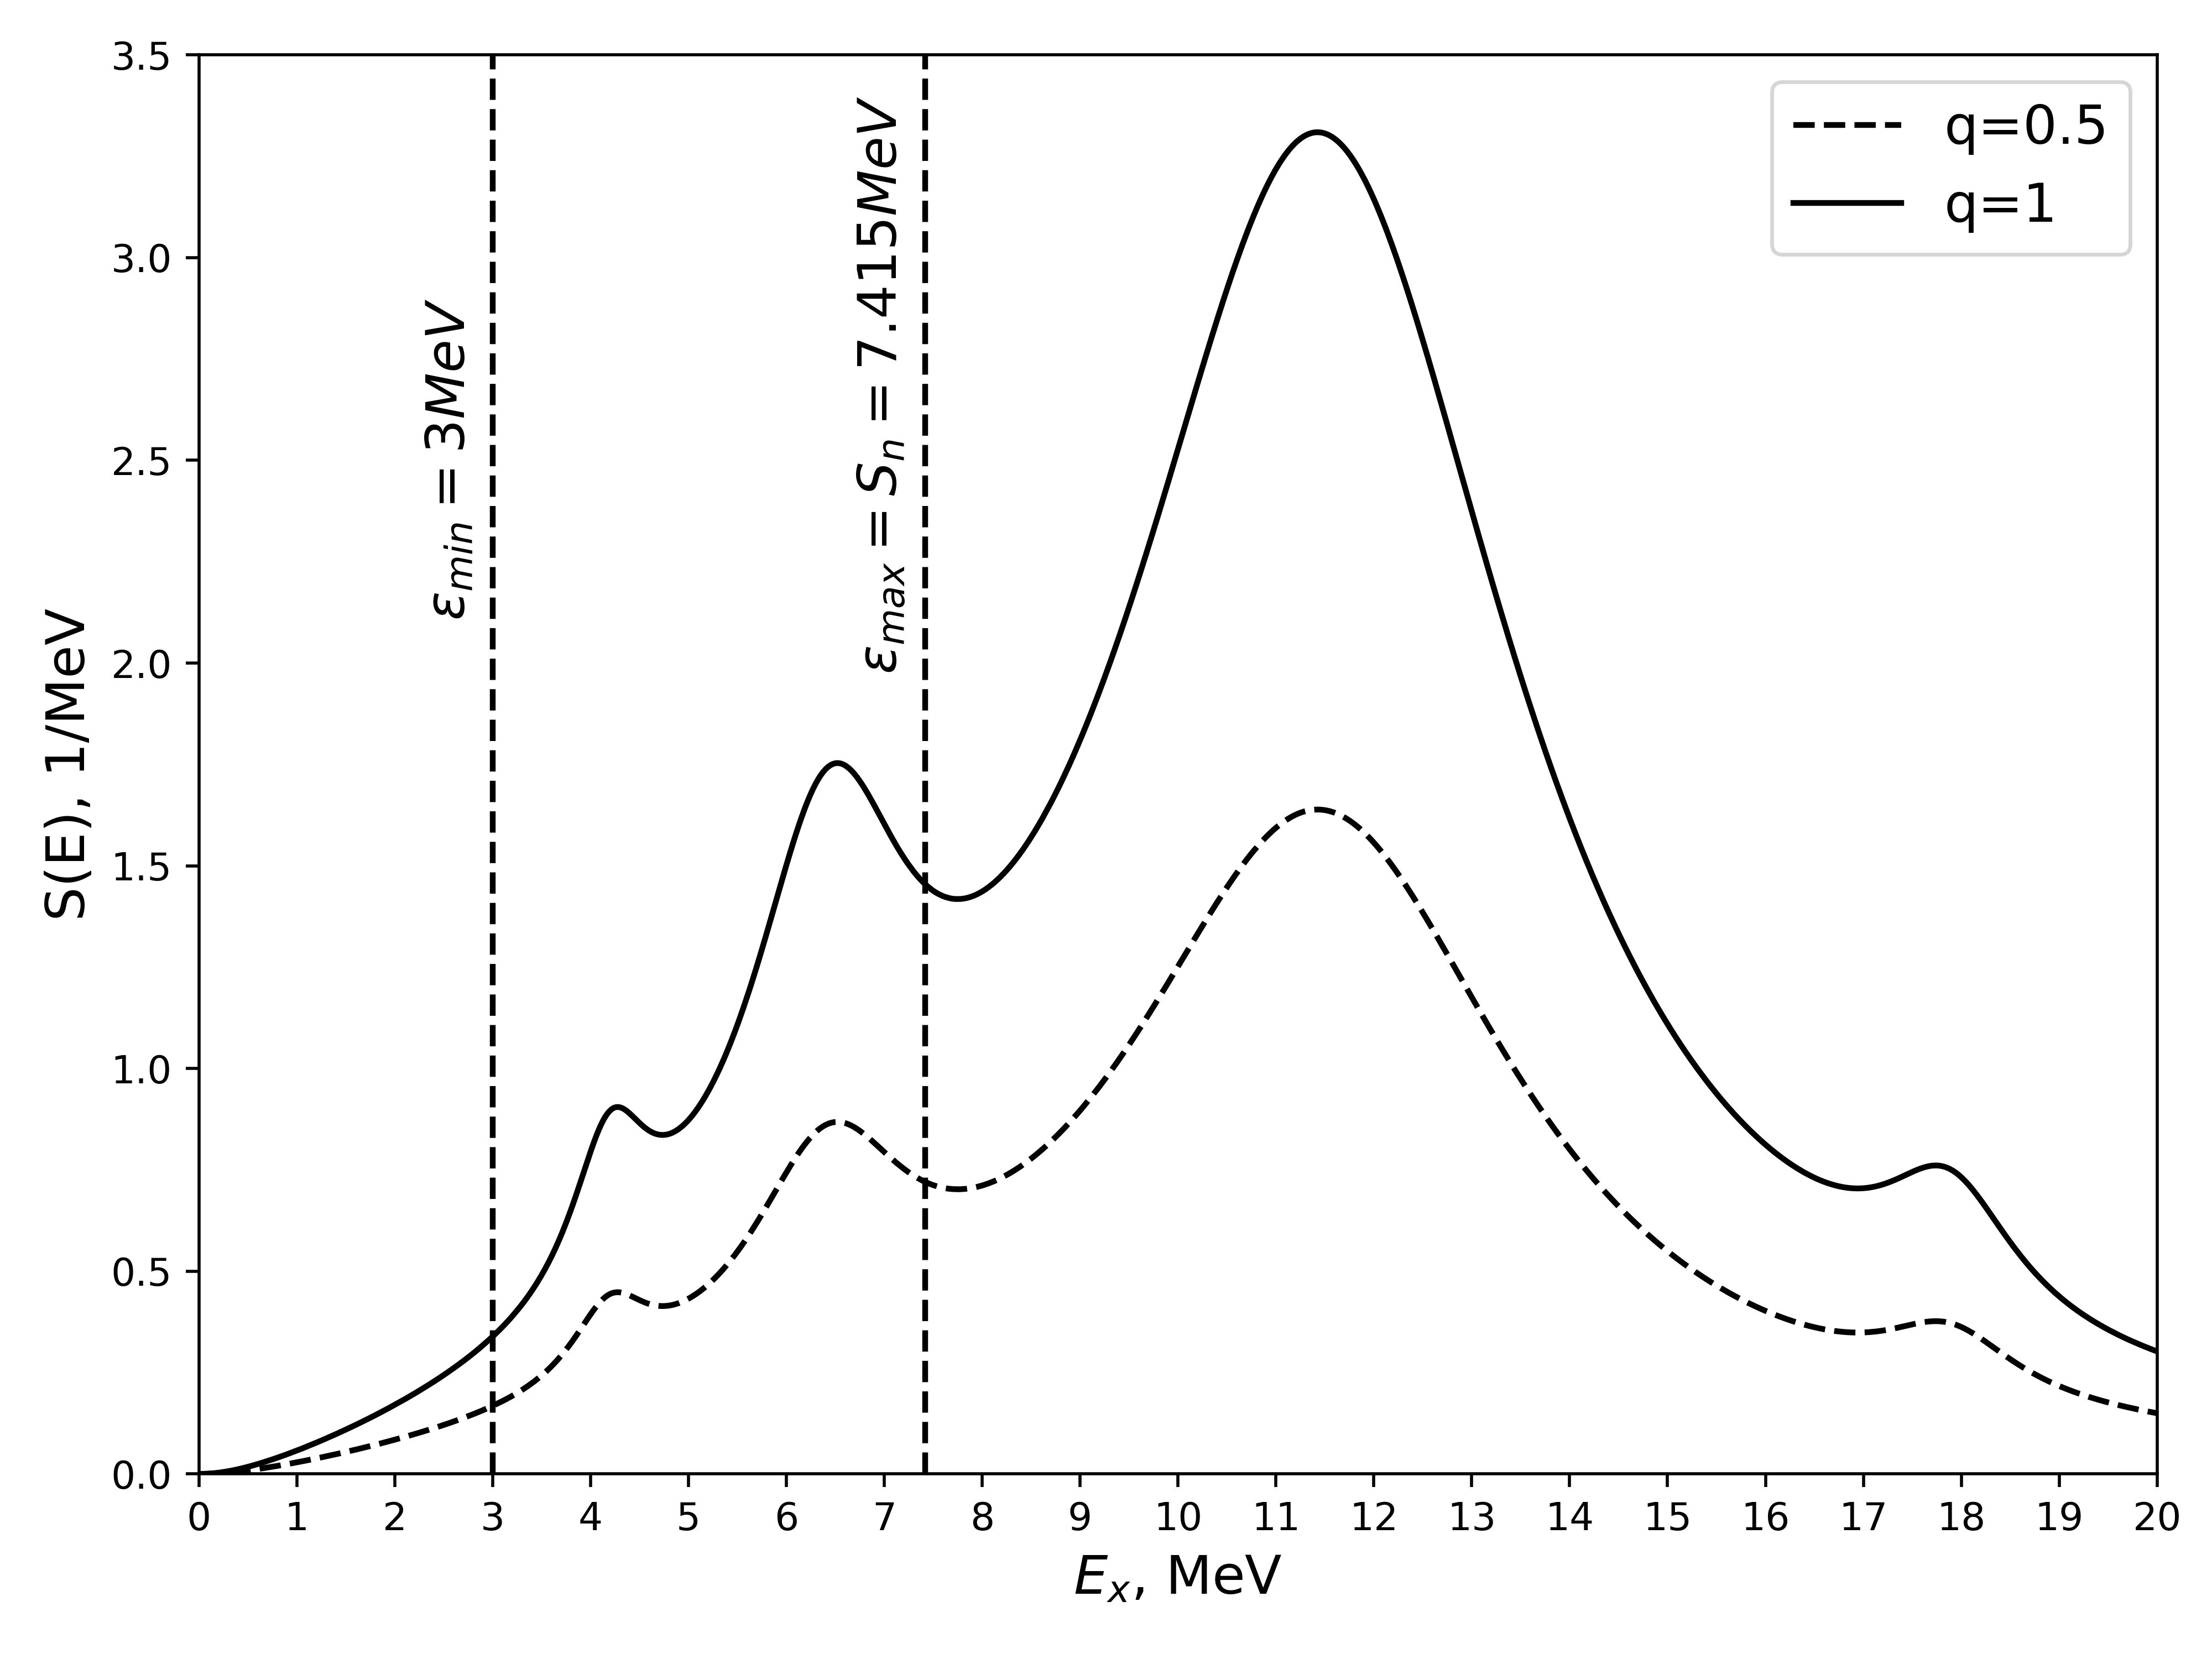 3.5
3.0
2.5
2.0
1.5
1.0
0.5
0.0
S(E), 1/MeV
ε_min = 3MeV
ε_max = S_n = 7.415MeV
q=0.5
q=1
0 1 2 3 4 5 6 7 8 9 10 11 12 13 14 15 16 17 18 19 20
E_x, MeV